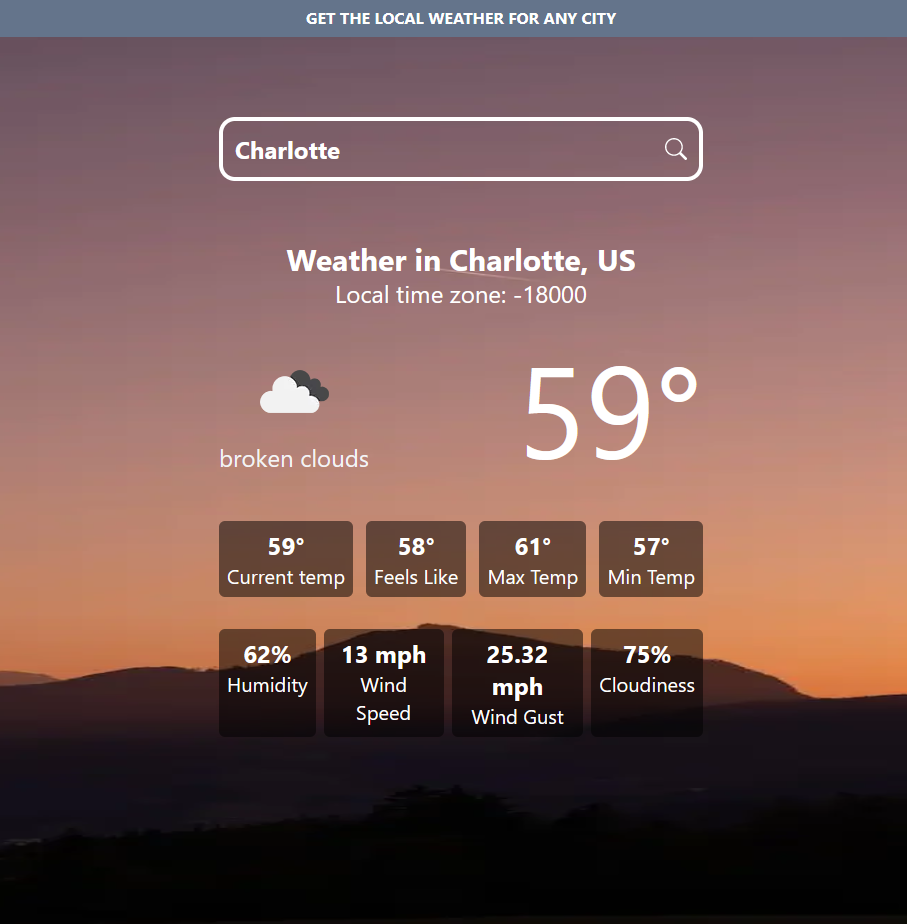 GET THE LOCAL WEATHER FOR ANY CITY
Charlotte
Weather in Charlotte, US
Local time zone: -18000
59°
broken clouds
59°
Current temp
58°
Feels Like
61°
Max Temp
57°
Min Temp
62%
Humidity
13 mph
Wind
Speed
25.32
mph
Wind Gust
75%
Cloudiness